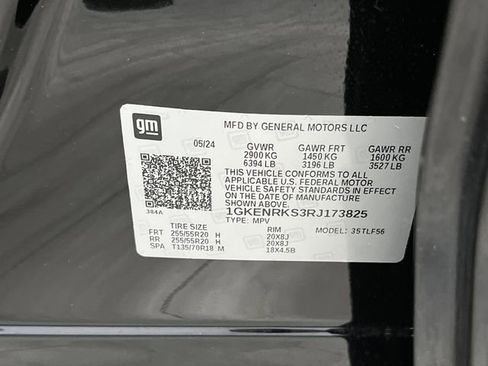 gm
MFD BY GENERAL MOTORS LLC
05/24 GVWR GAWR FRT GAWR RR
2900 KG 1450 KG 1600 KG
6394 LB 3196 LB 3527 LB
THIS VEHICLE CONFORMS TO ALL
APPLICABLE U.S. FEDERAL MOTOR
VEHICLE SAFETY STANDARDS IN EFFECT
ON THE DATE OF MANUFACTURE
SHOWN ABOVE.
384A 1GKENRKS3RJ173825
TYPE: MPV MODEL: 35TLF56
TIRE SIZE RIM
FRT 255/55R20 H 20X8J
RR 255/55R20 H 20X8J
SPA T135/70R18 M 18X4.5B